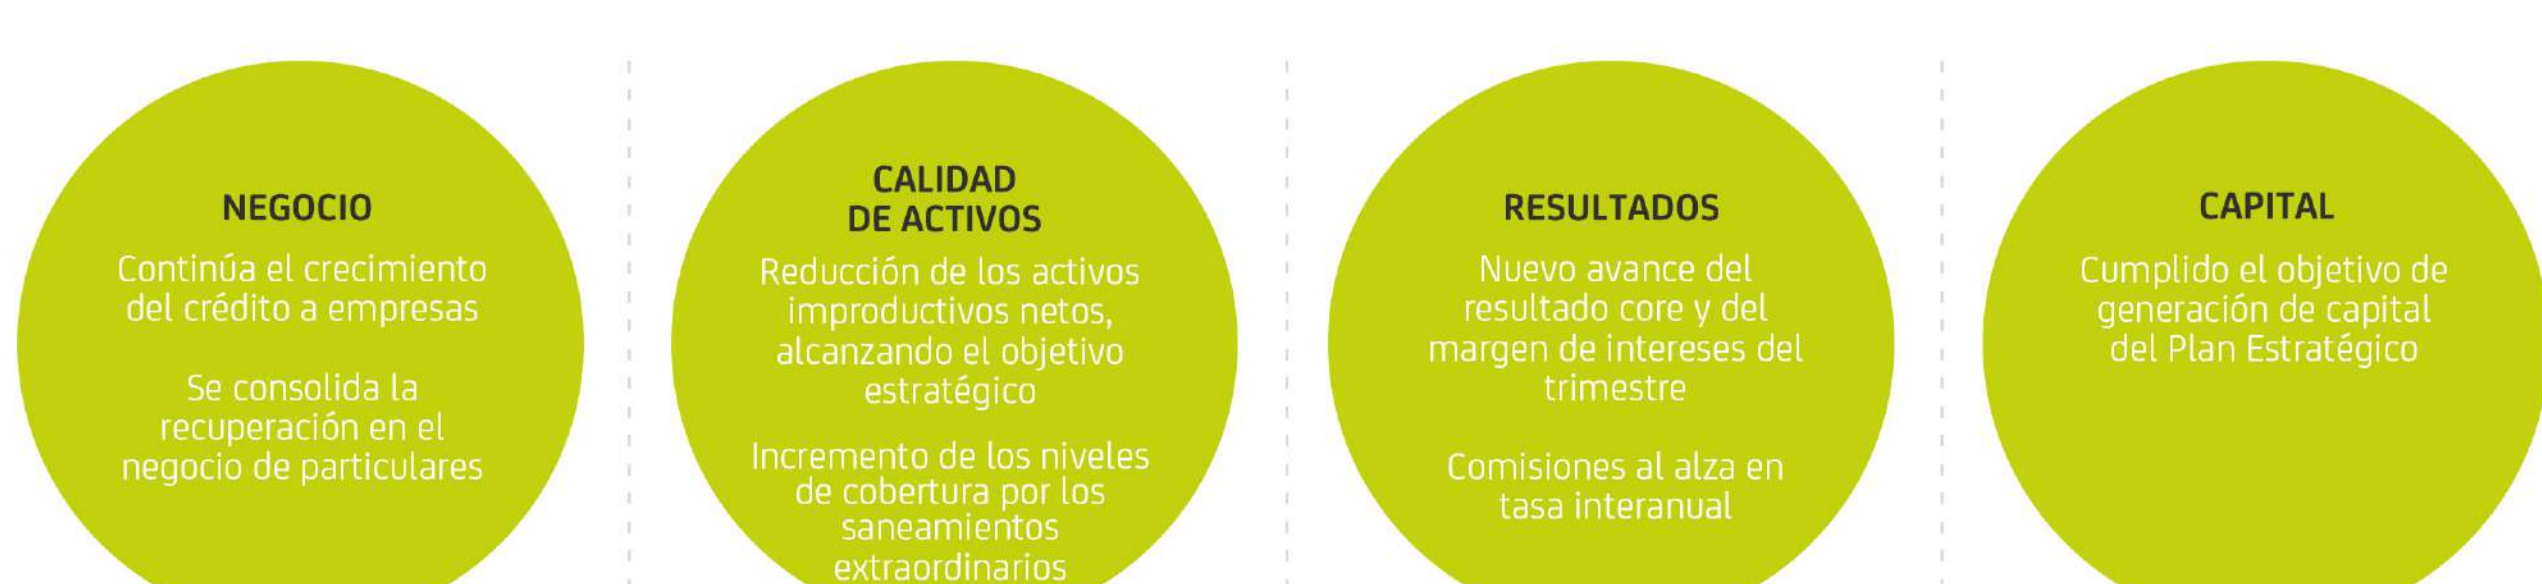 NEGOCIO
Continúa el crecimiento
del crédito a empresas
Se consolida la
recuperación en el
negocio de particulares
CALIDAD
DE ACTIVOS
Reducción de los activos
improductivos netos,
alcanzando el objetivo
estratégico
Incremento de los niveles
de cobertura por los
saneamientos
extraordinarios
RESULTADOS
Nuevo avance del
resultado core y del
margen de intereses del
trimestre
Comisiones al alza en
tasa interanual
CAPITAL
Cumplido el objetivo de
generación de capital
del Plan Estratégico